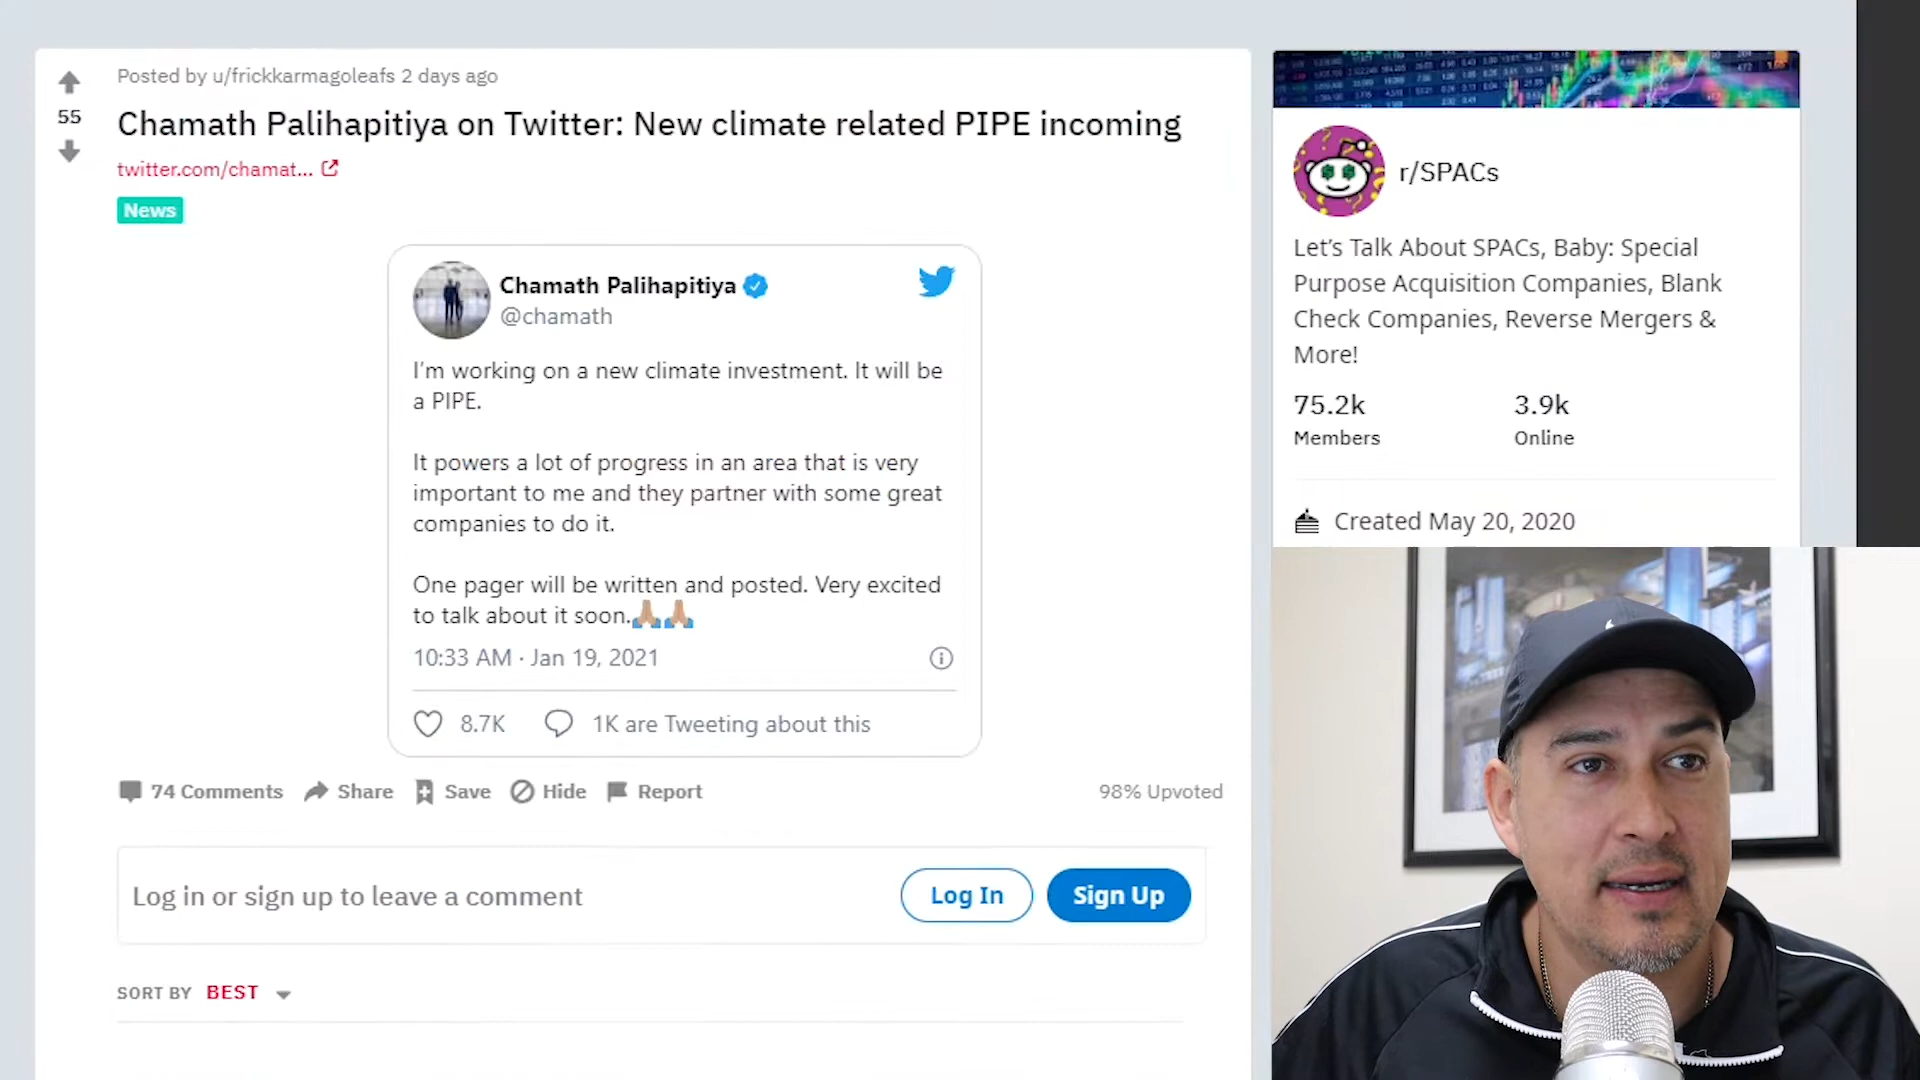 Posted by u/frickkarmagoleafs 2 days ago
55
Chamath Palihapitiya on Twitter: New climate related PIPE incoming
twitter.com/chamat...
News
Chamath Palihapitiya
@chamath
I'm working on a new climate investment. It will be
a PIPE.
It powers a lot of progress in an area that is very
important to me and they partner with some great
companies to do it.
One pager will be written and posted. Very excited
to talk about it soon.🙏🏽🙏🏽
10:33 AM · Jan 19, 2021
8.7K
1K are Tweeting about this
74 Comments
Share
Save
Hide
Report
98% Upvoted
Log in or sign up to leave a comment
Log In
Sign Up
SORT BY BEST
r/SPACs
Let's Talk About SPACs, Baby: Special
Purpose Acquisition Companies, Blank
Check Companies, Reverse Mergers &
More!
75.2k
Members
3.9k
Online
Created May 20, 2020